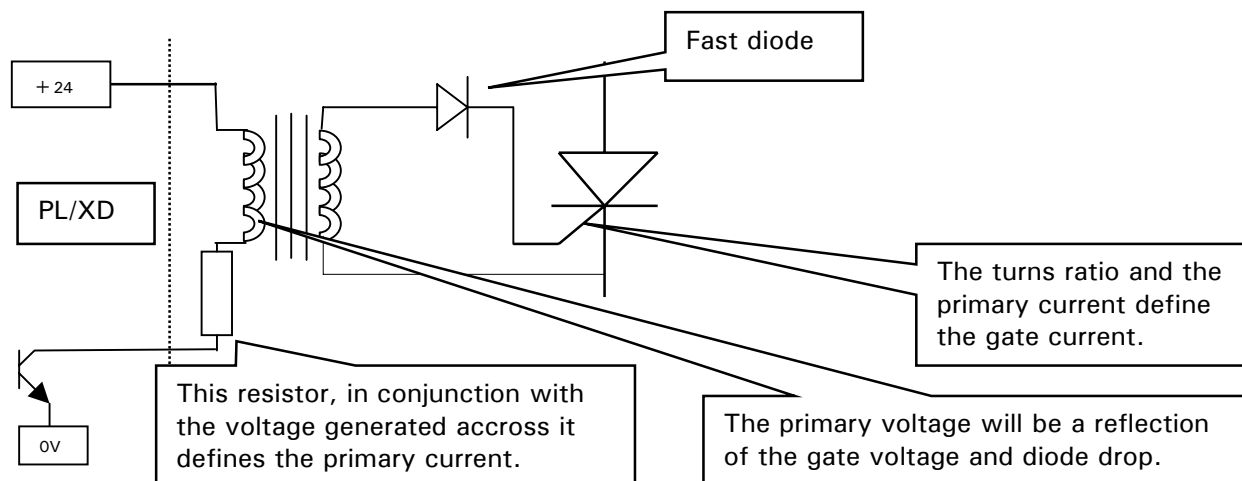 Fast diode
+ 24
PL/XD
The turns ratio and the
primary current define
the gate current.
This resistor, in conjunction with
the voltage generated accross it
defines the primary current.
The primary voltage will be a reflection
of the gate voltage and diode drop.
0V